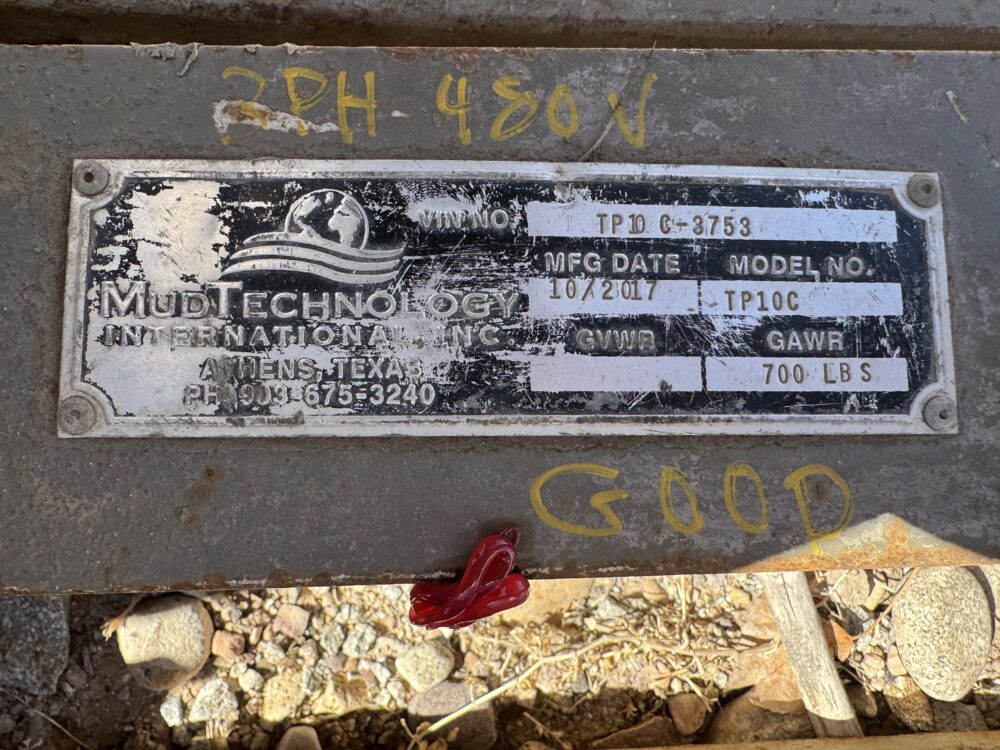 3PH 480V
VIN NO. TP10 C-3753
MFG DATE MODEL NO.
10/2017 TP10C
MUDTECHNOLOGY
INTERNATIONAL, INC.
GVWR GAWR
ATHENS, TEXAS
700 LBS
PH. 903-675-3240
GOOD